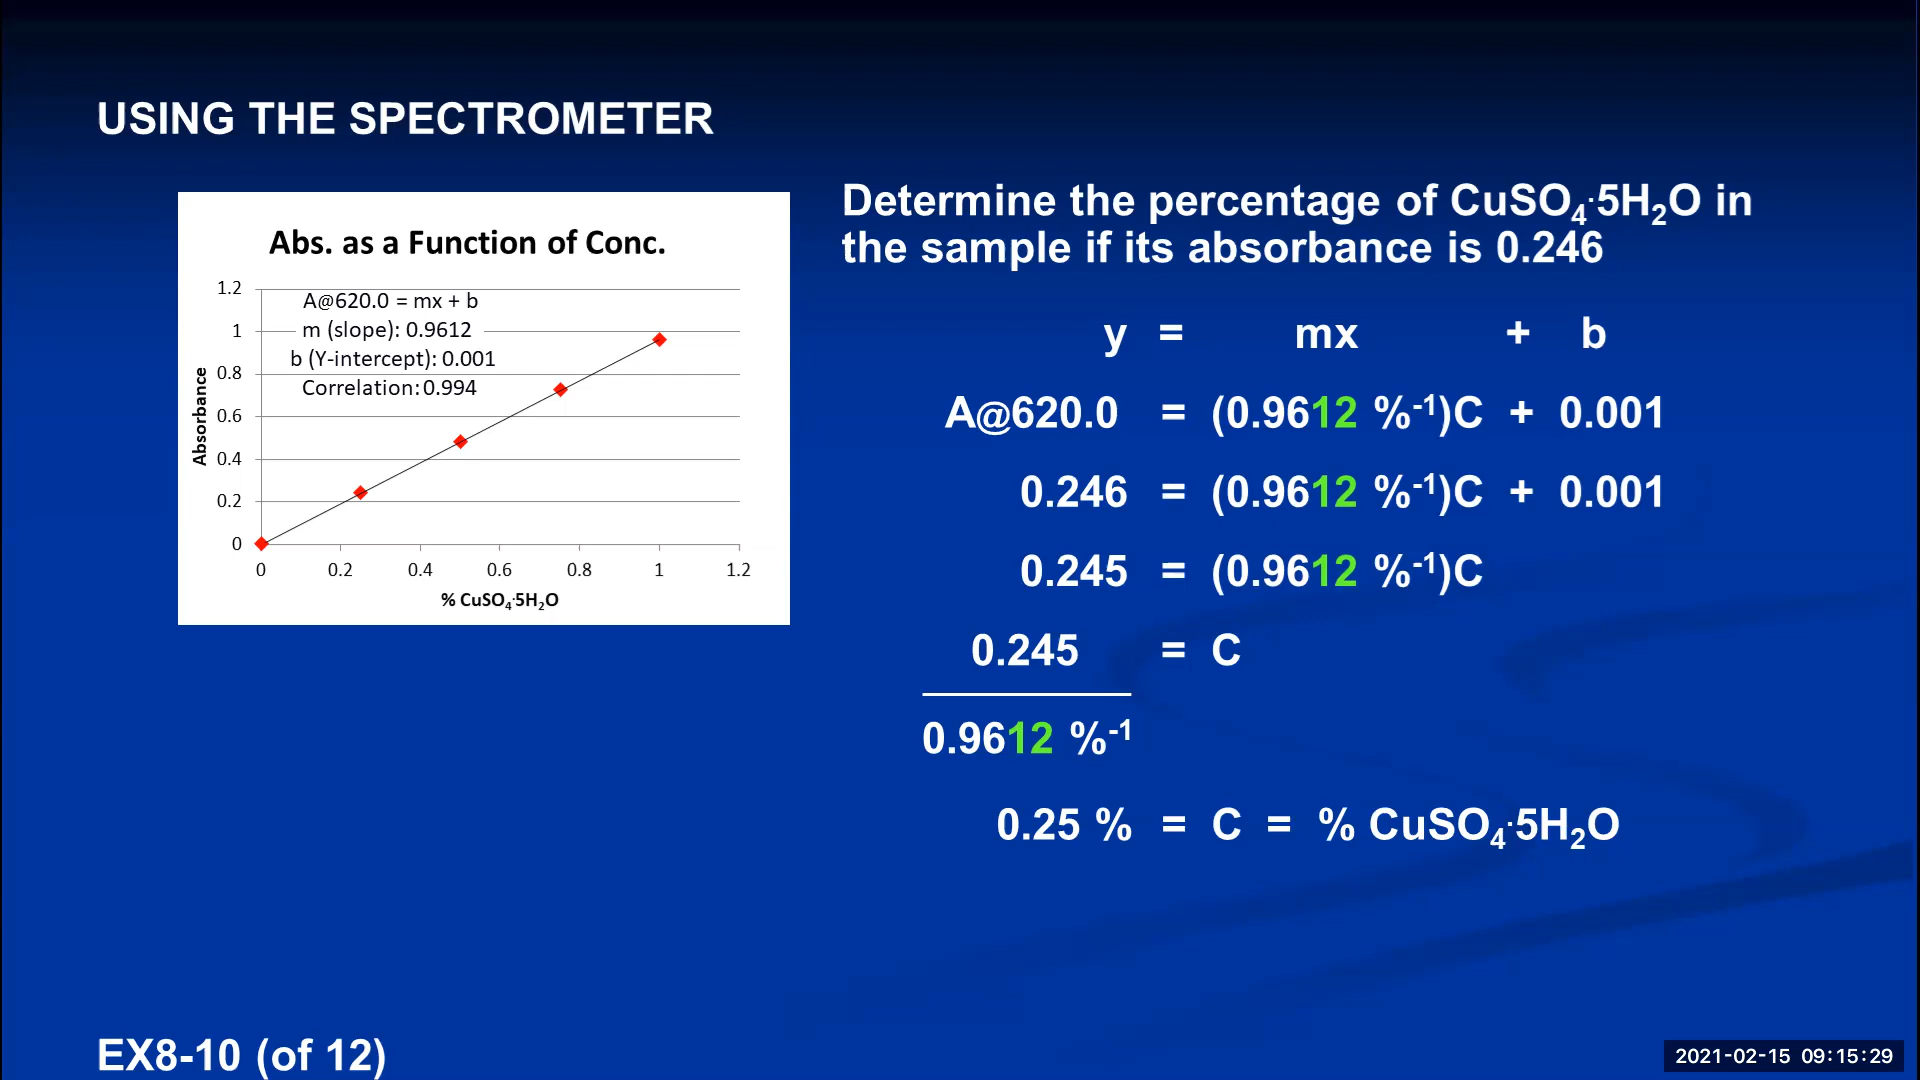 USING THE SPECTROMETER
Abs. as a Function of Conc.
A@620.0 = mx + b
m (slope): 0.9612
b (Y-intercept): 0.001
Correlation: 0.994
1.2
1
0.8
0.6
0.4
0.2
0
Absorbance
0 0.2 0.4 0.6 0.8 1 1.2
% CuSO₄·5H₂O
Determine the percentage of CuSO₄·5H₂O in
the sample if its absorbance is 0.246
y = mx + b
A@620.0 = (0.9612 %⁻¹)C + 0.001
0.246 = (0.9612 %⁻¹)C + 0.001
0.245 = (0.9612 %⁻¹)C
0.245 = C
0.9612 %⁻¹
0.25 % = C = % CuSO₄·5H₂O
EX8-10 (of 12)
2021-02-15 09:15:29